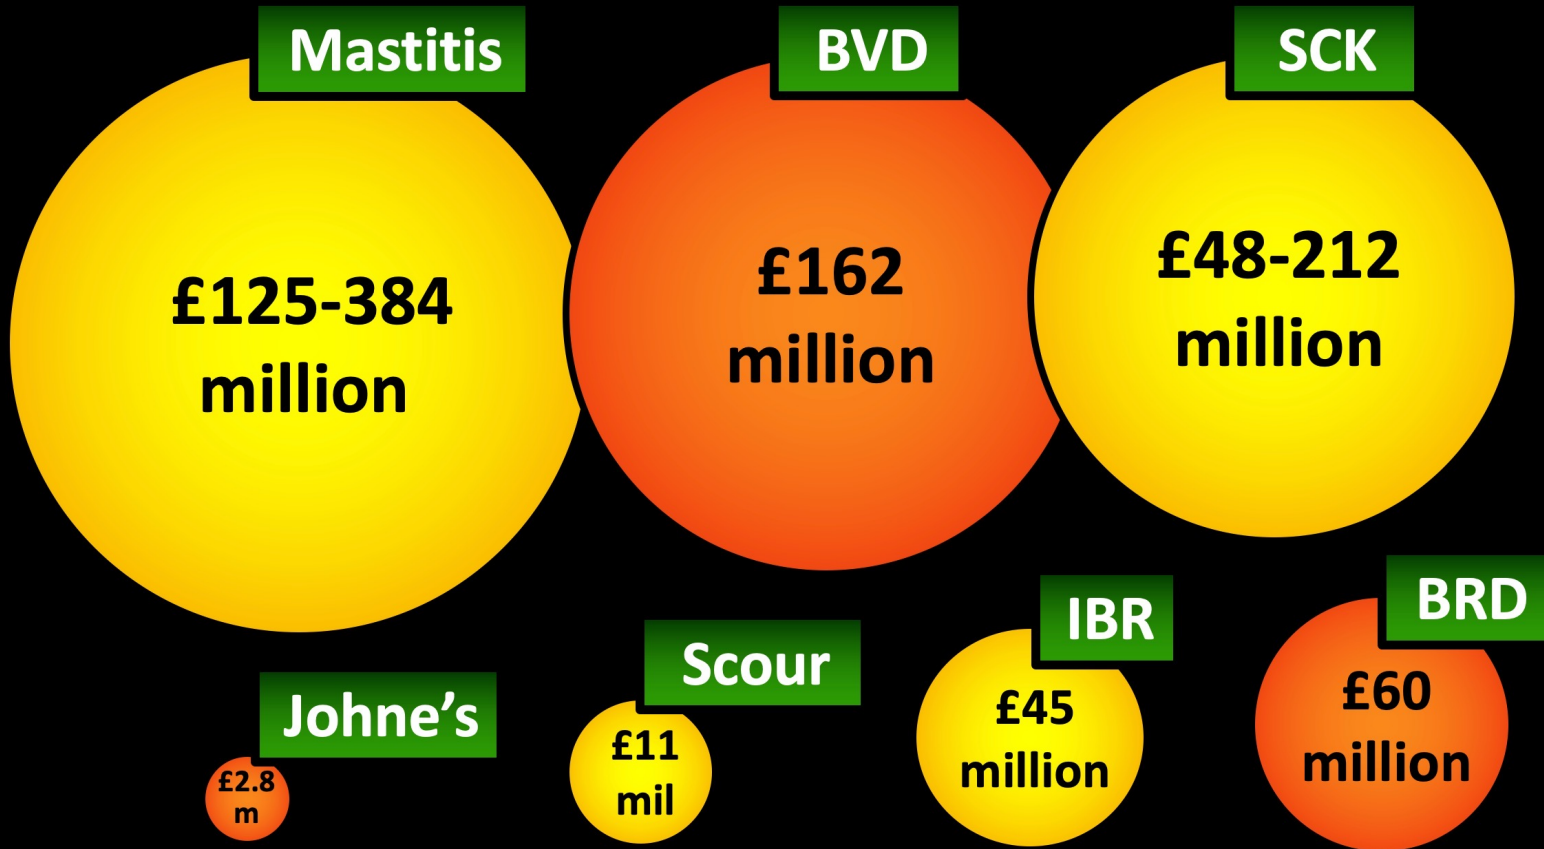 Mastitis
£125-384
million
BVD
£162
million
SCK
£48-212
million
Johne’s
£2.8
m
Scour
£11
mil
IBR
£45
million
BRD
£60
million